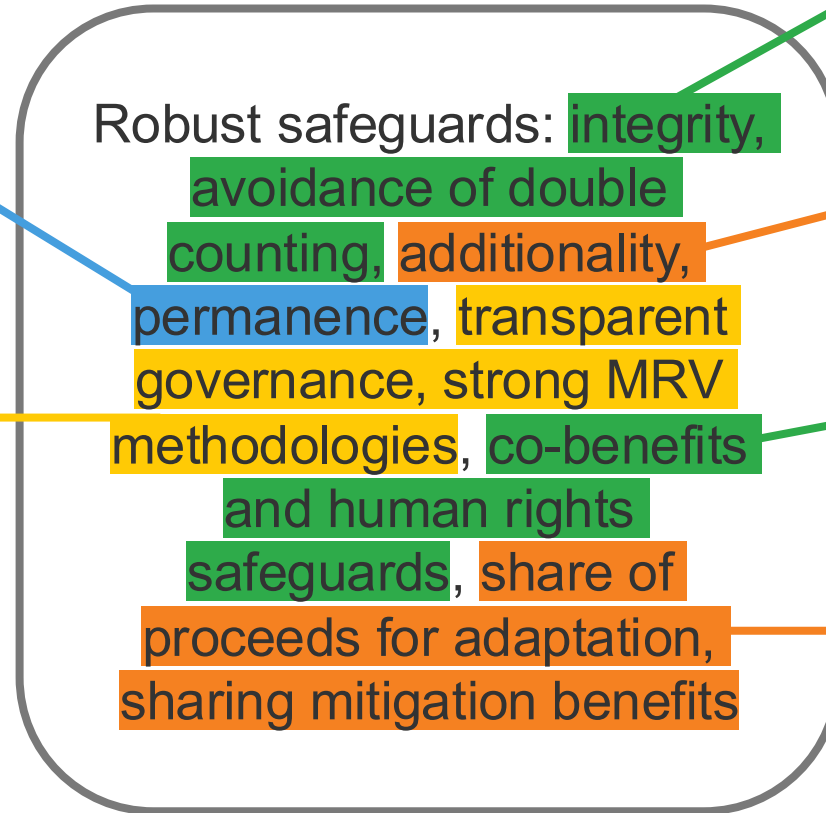 Robust safeguards: integrity,
avoidance of double
counting, additionality,
permanence, transparent
governance, strong MRV
methodologies, co-benefits
and human rights
safeguards, share of
proceeds for adaptation,
sharing mitigation benefits